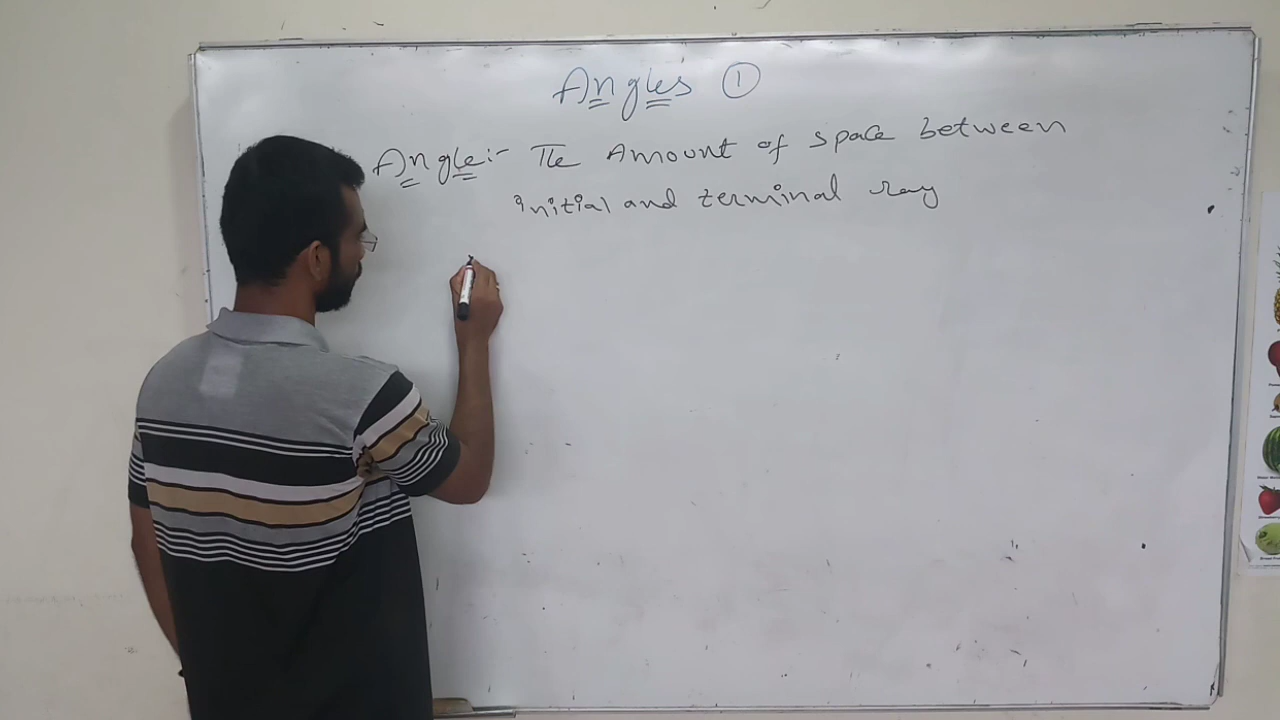 Angles ①
Angle:- The Amount of space between
initial and terminal ray